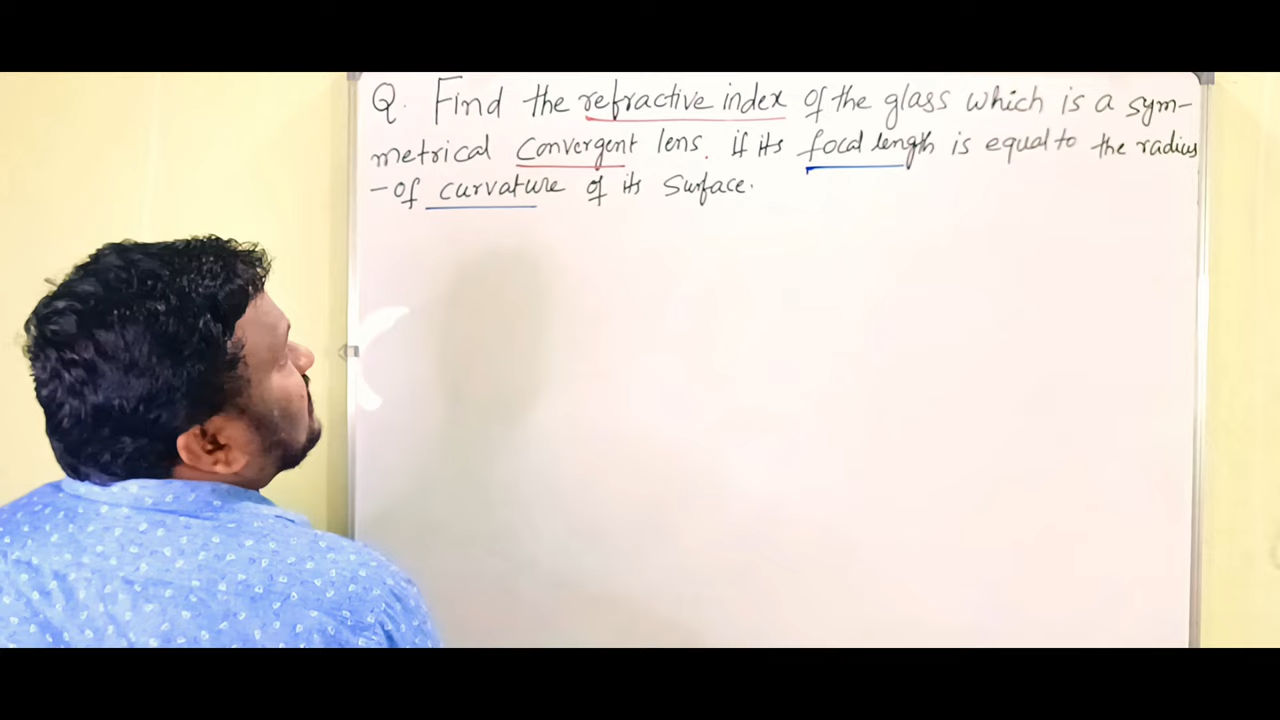 Q. Find the refractive index of the glass which is a sym-
metrical convergent lens. if its focal length is equal to the radius
-of curvature of its surface.